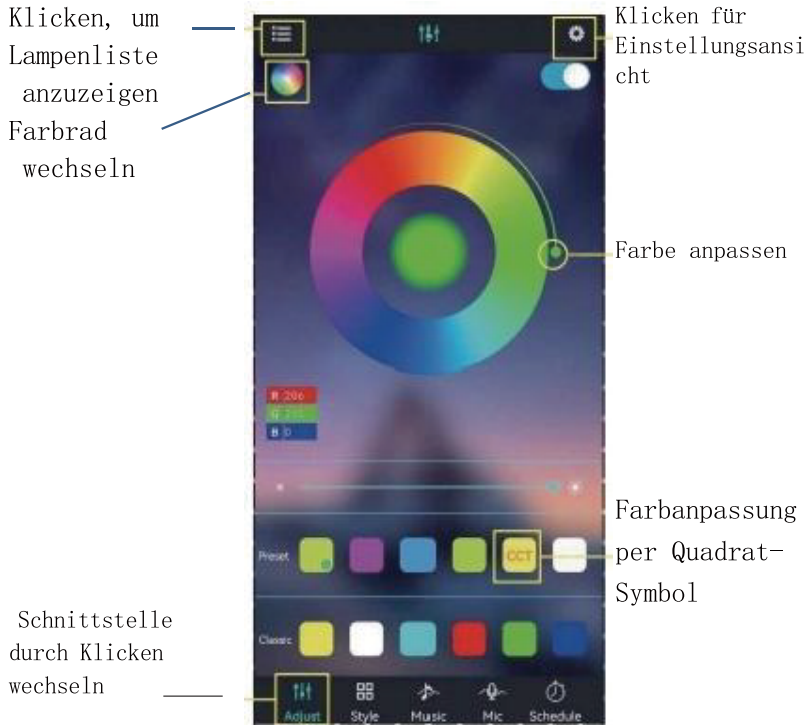 Klicken, um
Lampenliste
anzuzeigen
Farbrad
wechseln
Klicken für
Einstellungsansi
cht
Farbe anpassen
R 206
B 0
Farbanpassung
per Quadrat-
Symbol
Preset
CCT
Classic
Schnittstelle
durch Klicken
wechseln
Adjust
Style
Music
Mic
Schedule